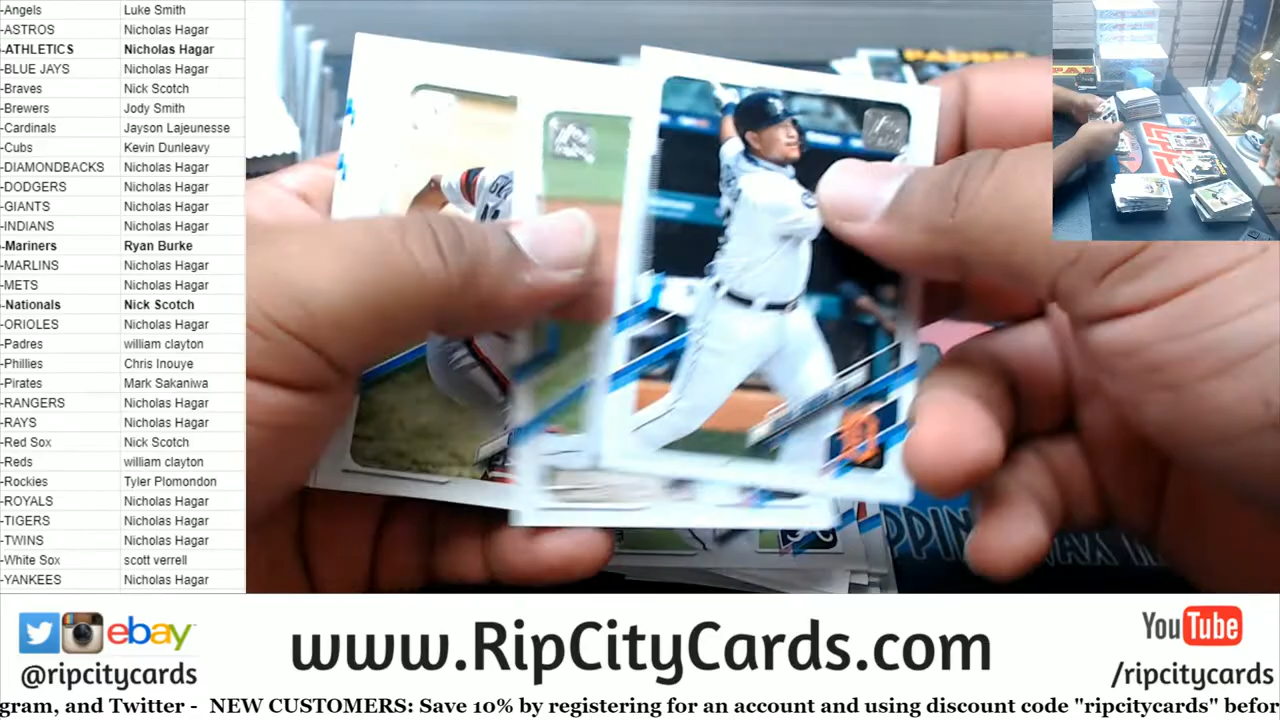 -Angels Luke Smith
-ASTROS Nicholas Hagar
-ATHLETICS Nicholas Hagar
-BLUE JAYS Nicholas Hagar
-Braves Nick Scotch
-Brewers Jody Smith
-Cardinals Jayson Lajeunesse
-Cubs Kevin Dunleavy
-DIAMONDBACKS Nicholas Hagar
-DODGERS Nicholas Hagar
-GIANTS Nicholas Hagar
-INDIANS Nicholas Hagar
-Mariners Ryan Burke
-MARLINS Nicholas Hagar
-METS Nicholas Hagar
-Nationals Nick Scotch
-ORIOLES Nicholas Hagar
-Padres william clayton
-Phillies Chris Inouye
-Pirates Mark Sakaniwa
-RANGERS Nicholas Hagar
-RAYS Nicholas Hagar
-Red Sox Nick Scotch
-Reds william clayton
-Rockies Tyler Plomondon
-ROYALS Nicholas Hagar
-TIGERS Nicholas Hagar
-TWINS Nicholas Hagar
-White Sox scott verrell
-YANKEES Nicholas Hagar
PADRES
ebay
@ripcitycards
www.RipCityCards.com
YouTube
/ripcitycards
gram, and Twitter - NEW CUSTOMERS: Save 10% by registering for an account and using discount code "ripcitycards" befor